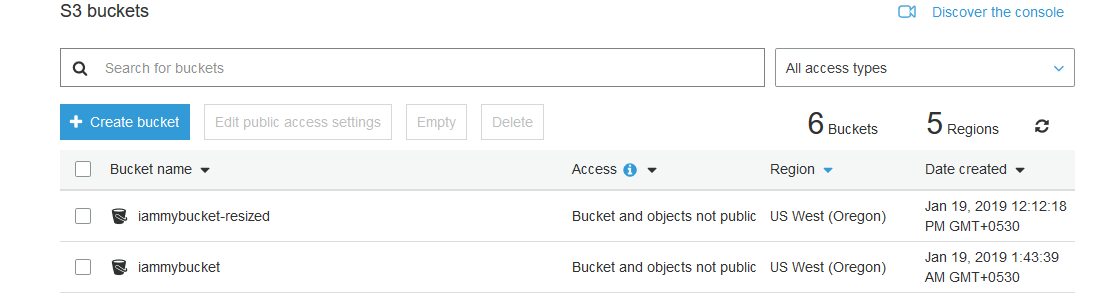 S3 buckets Discover the console
Search for buckets All access types
Create bucket Edit public access settings Empty Delete 6 Buckets 5 Regions
Bucket name Access Region Date created
iammybucket-resized Bucket and objects not public US West (Oregon) Jan 19, 2019 12:12:18
PM GMT+0530
iammybucket Bucket and objects not public US West (Oregon) Jan 19, 2019 1:43:39
AM GMT+0530